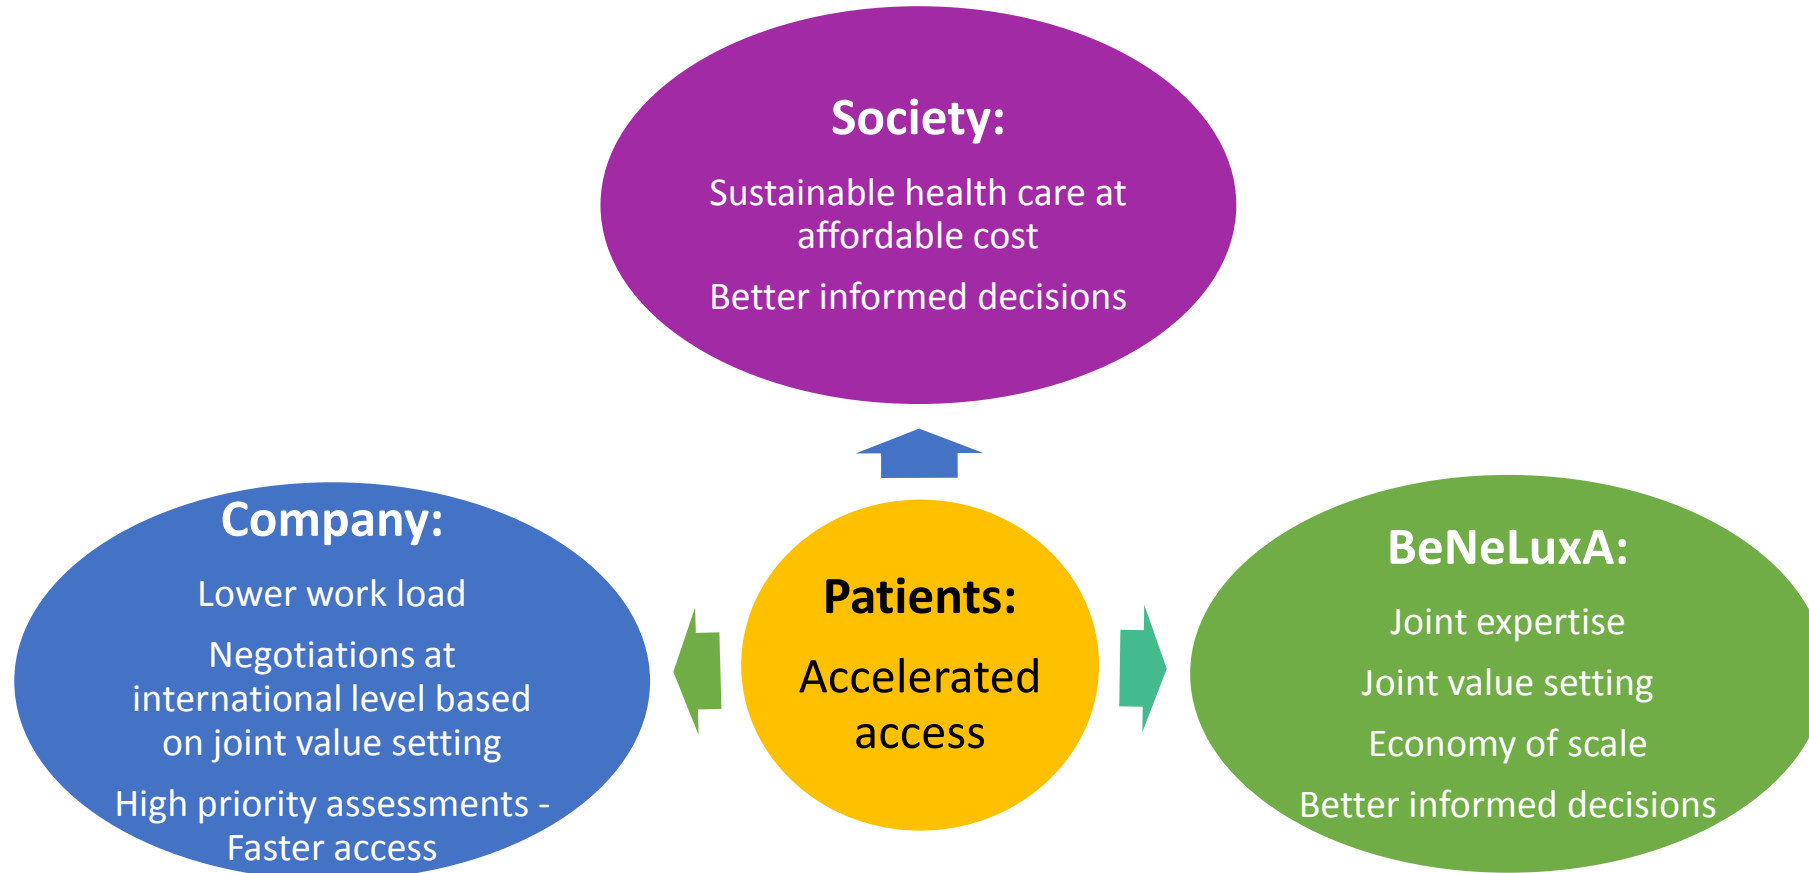 Society:
Sustainable health care at
affordable cost
Better informed decisions
Company:
Lower work load
Negotiations at
international level based
on joint value setting
High priority assessments -
Faster access
Patients:
Accelerated
access
BeNeLuxA:
Joint expertise
Joint value setting
Economy of scale
Better informed decisions